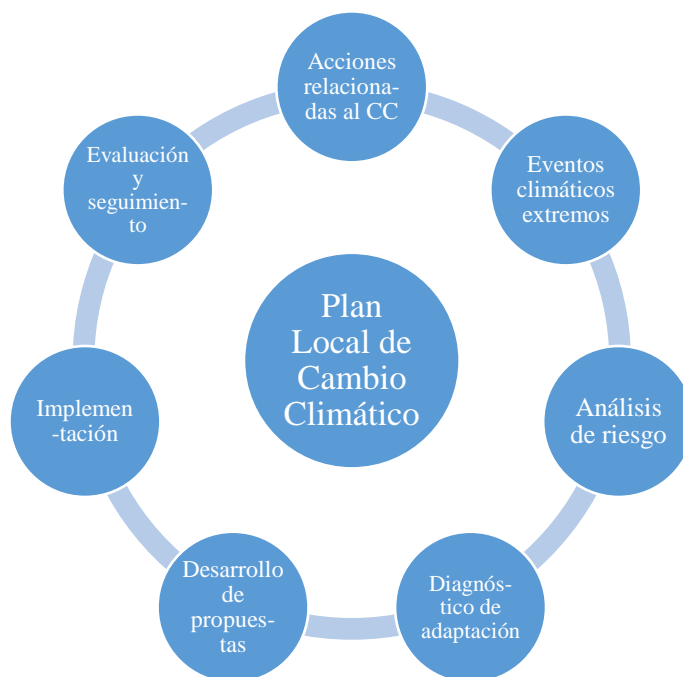 Acciones
relaciona-
das al CC
Eventos
climáticos
extremos
Análisis
de riesgo
Diagnós-
tico de
adaptación
Desarrollo
de
propues-
tas
Implemen
-tación
Evaluación
y
seguimien-
to
Plan
Local de
Cambio
Climático